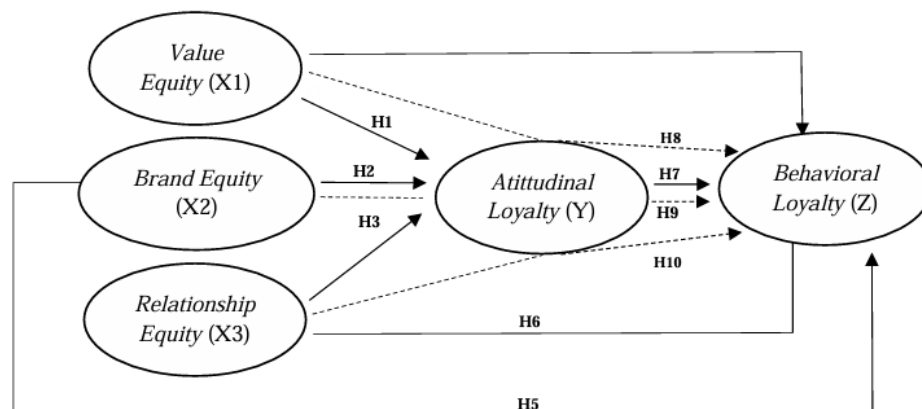 Value
Equity (X1)
H1
H8
Brand Equity
(X2)
H2
H3
Atittudinal
Loyalty (Y)
H7
H9
Behavioral
Loyalty (Z)
H10
Relationship
Equity (X3)
H6
H5